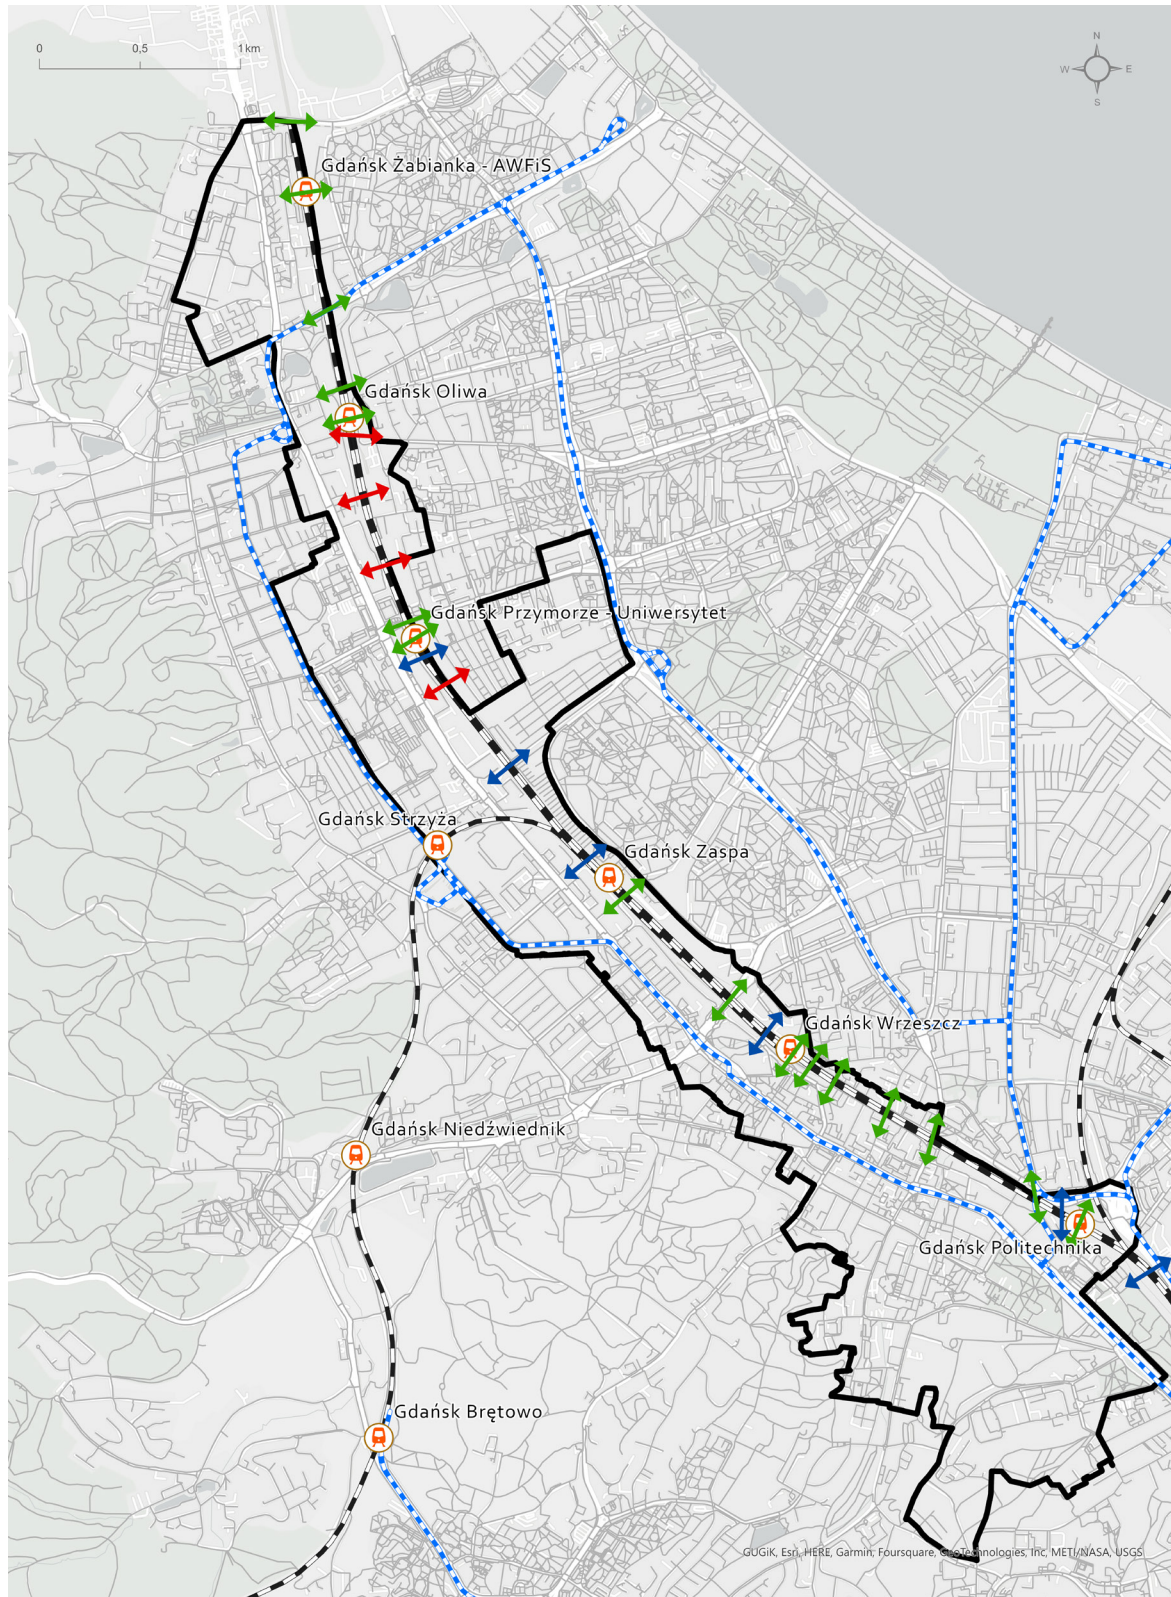 0 0,5 1 km
N
W E
S
Gdańsk Żabianka - AWFiS
Gdańsk Oliwa
Gdańsk Przymorze - Uniwersytet
Gdańsk Strzyża
Gdańsk Zaspa
Gdańsk Wrzeszcz
Gdańsk Niedźwiednik
Gdańsk Politechnika
Gdańsk Brętowo
GUGiK, Esri, HERE, Garmin, Foursquare, GeoTechnologies, Inc, METI/NASA, USGS